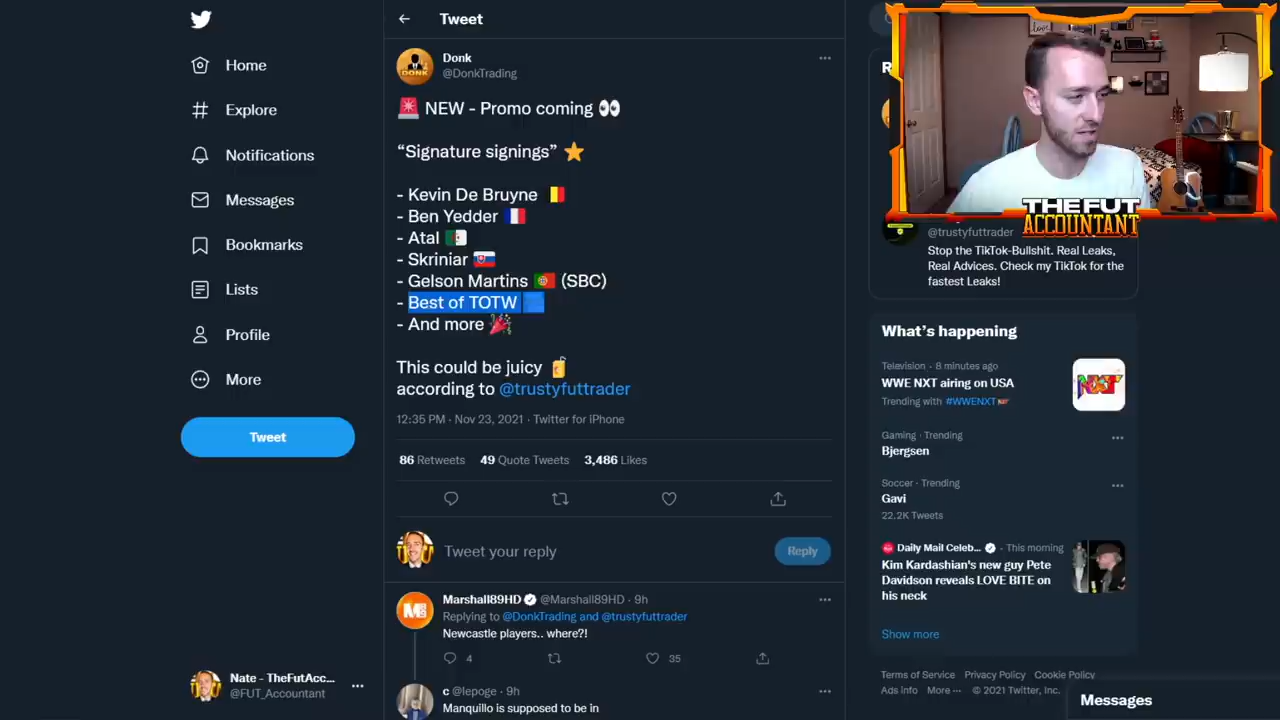 Home
Explore
Notifications
Messages
Bookmarks
Lists
Profile
More
Tweet
Nate - TheFutAcc...
@FUT_Accountant
Tweet
Donk
@DonkTrading
🚨 NEW - Promo coming 👀
“Signature signings” ⭐
- Kevin De Bruyne 🇧🇪
- Ben Yedder 🇫🇷
- Atal 🇩🇿
- Skriniar 🇸🇰
- Gelson Martins 🇵🇹 (SBC)
- Best of TOTW
- And more 🎉
This could be juicy 🧃
according to @trustyfuttrader
12:35 PM · Nov 23, 2021 · Twitter for iPhone
86 Retweets 49 Quote Tweets 3,486 Likes
Tweet your reply
Reply
Marshall89HD @Marshall89HD · 9h
Replying to @DonkTrading and @trustyfuttrader
Newcastle players.. where?!
4 35
c @lepoge · 9h
Manquillo is supposed to be in
THE FUT
ACCOUNTANT
@trustyfuttrader
Stop the TikTok-Bullshit. Real Leaks,
Real Advices. Check my TikTok for the
fastest Leaks!
What's happening
Television · 8 minutes ago
WWE NXT airing on USA
Trending with #WWENXT
Gaming · Trending
Bjergsen
Soccer · Trending
Gavi
22.2K Tweets
Daily Mail Celeb... · This morning
Kim Kardashian's new guy Pete
Davidson reveals LOVE BITE on
his neck
Show more
Terms of Service Privacy Policy Cookie Policy
Ads info More ··· © 2021 Twitter, Inc.
Messages